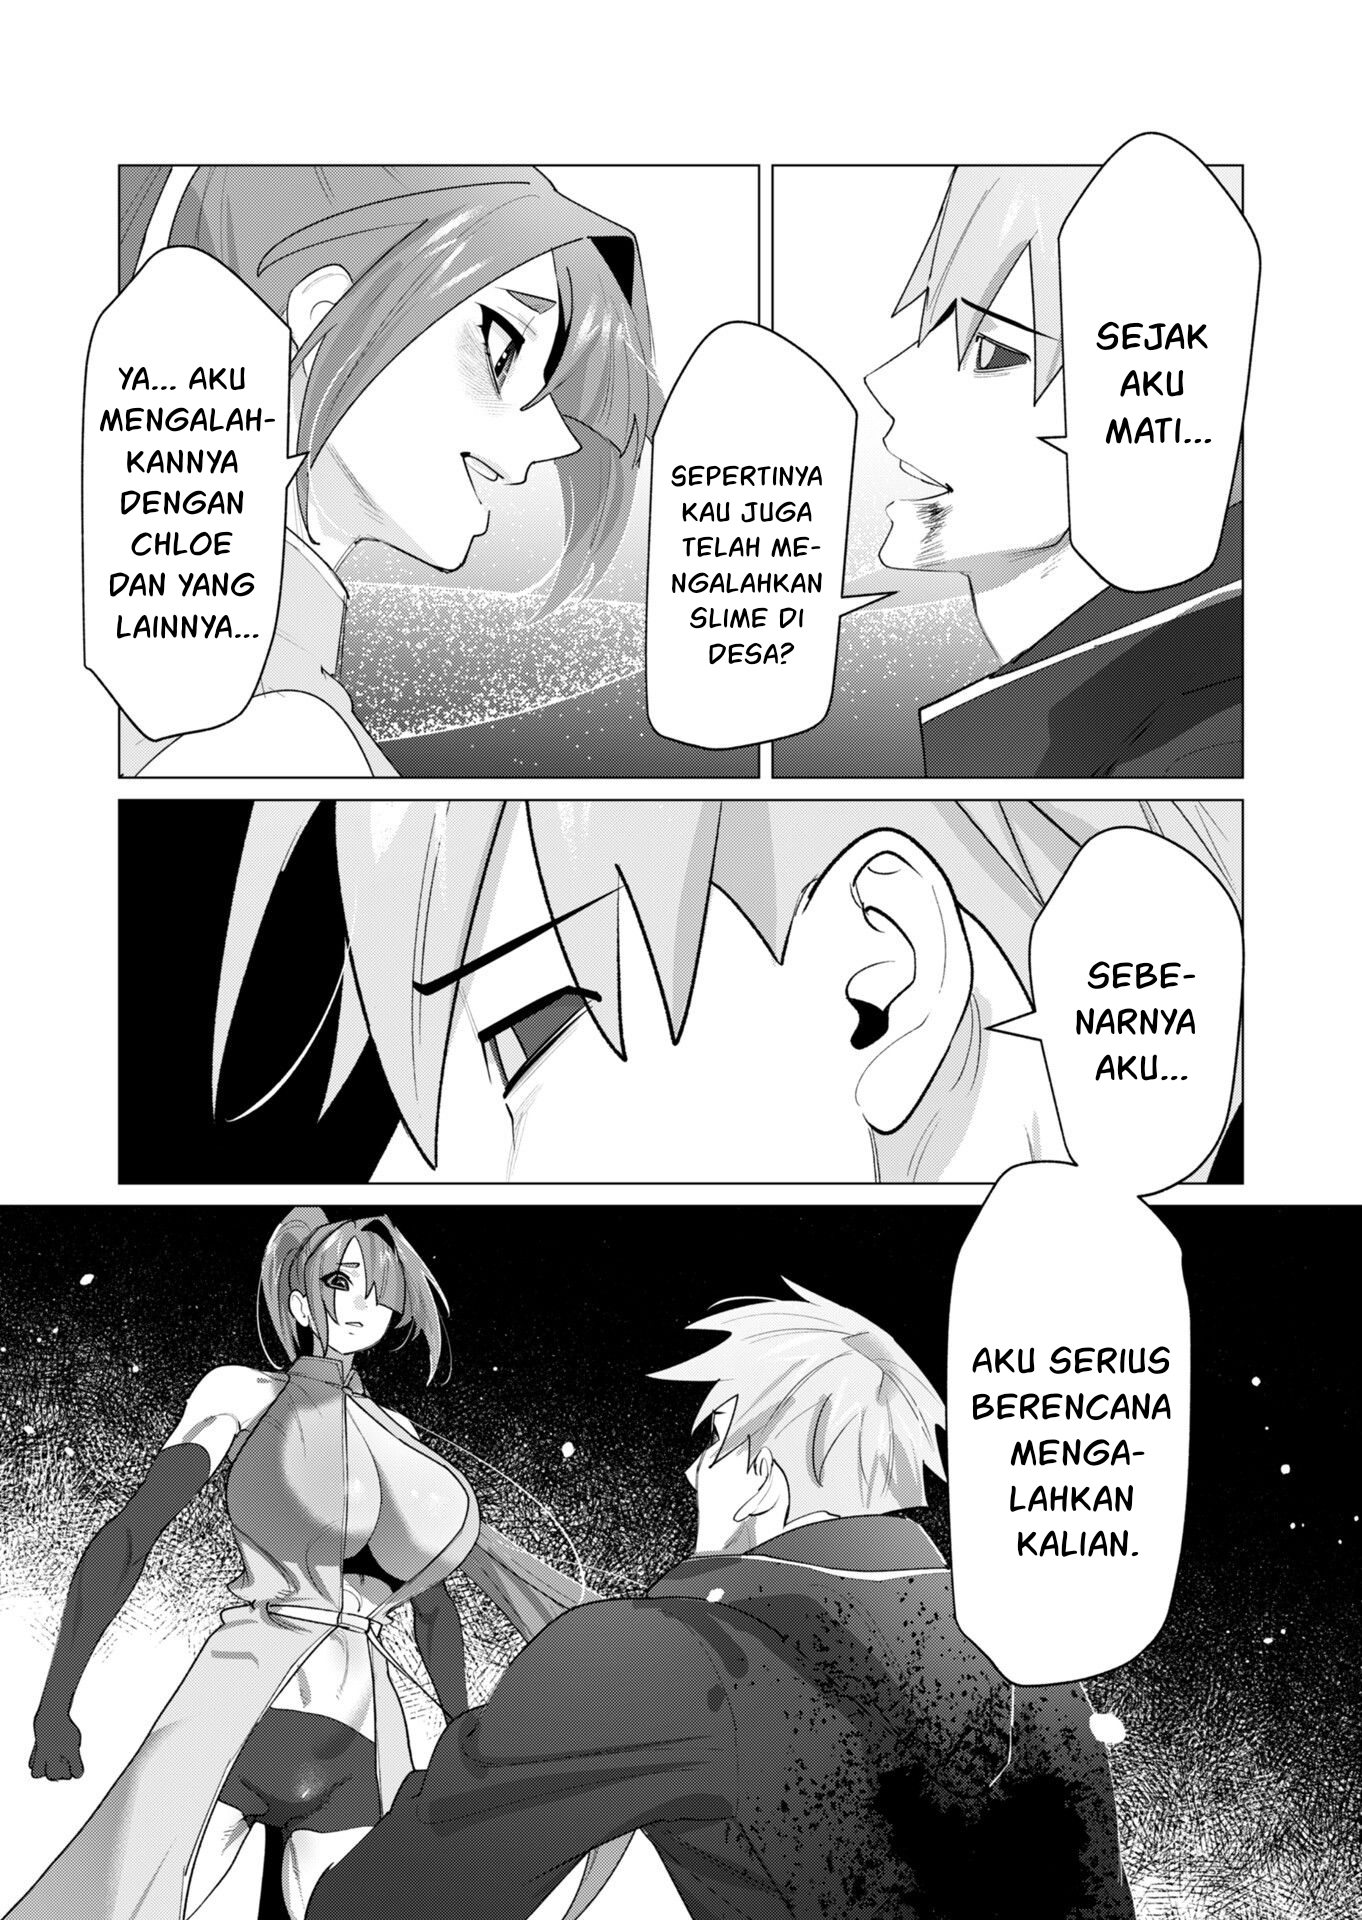 SEJAK
AKU
MATI...
SEPERTINYA
KAU JUGA
TELAH ME-
NGALAHKAN
SLIME DI
DESA?
YA... AKU
MENGALAH-
KANNYA
DENGAN
CHLOE
DAN YANG
LAINNYA...
SEBE-
NARNYA
AKU...
AKU SERIUS
BERENCANA
MENGA-
LAHKAN
KALIAN.